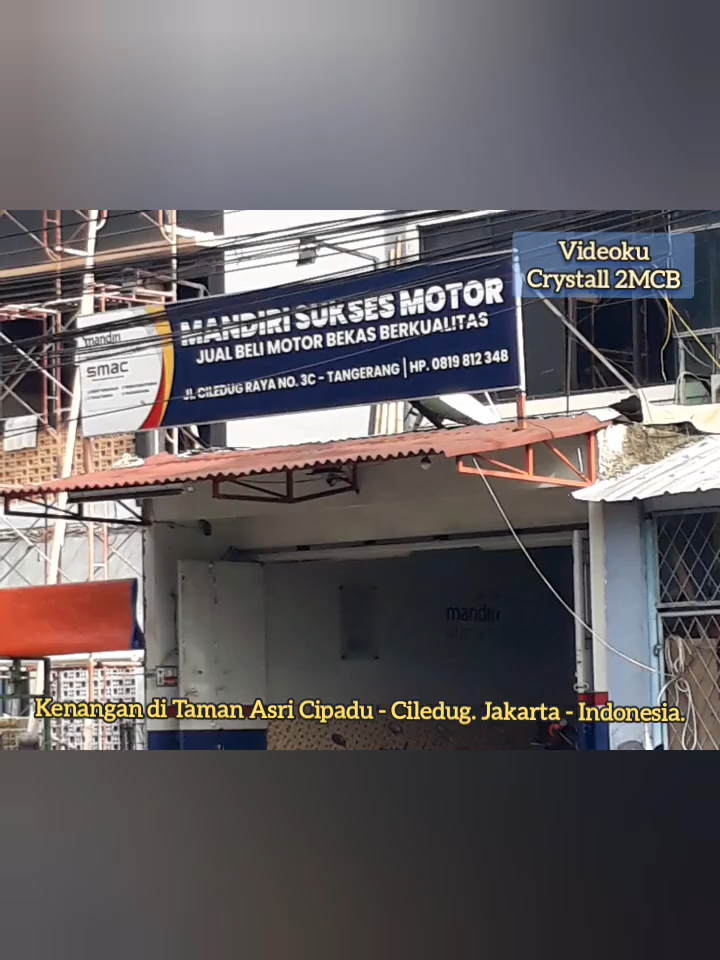 Videoku
Crystall 2MCB
MANDIRI SUKSES MOTOR
JUAL BELI MOTOR BEKAS BERKUALITAS
JL CILEDUG RAYA NO. 3C - TANGERANG | HP. 0819 812 348
mandiri
smac
mandiri
Kenangan di Taman Asri Cipadu - Ciledug. Jakarta - Indonesia.